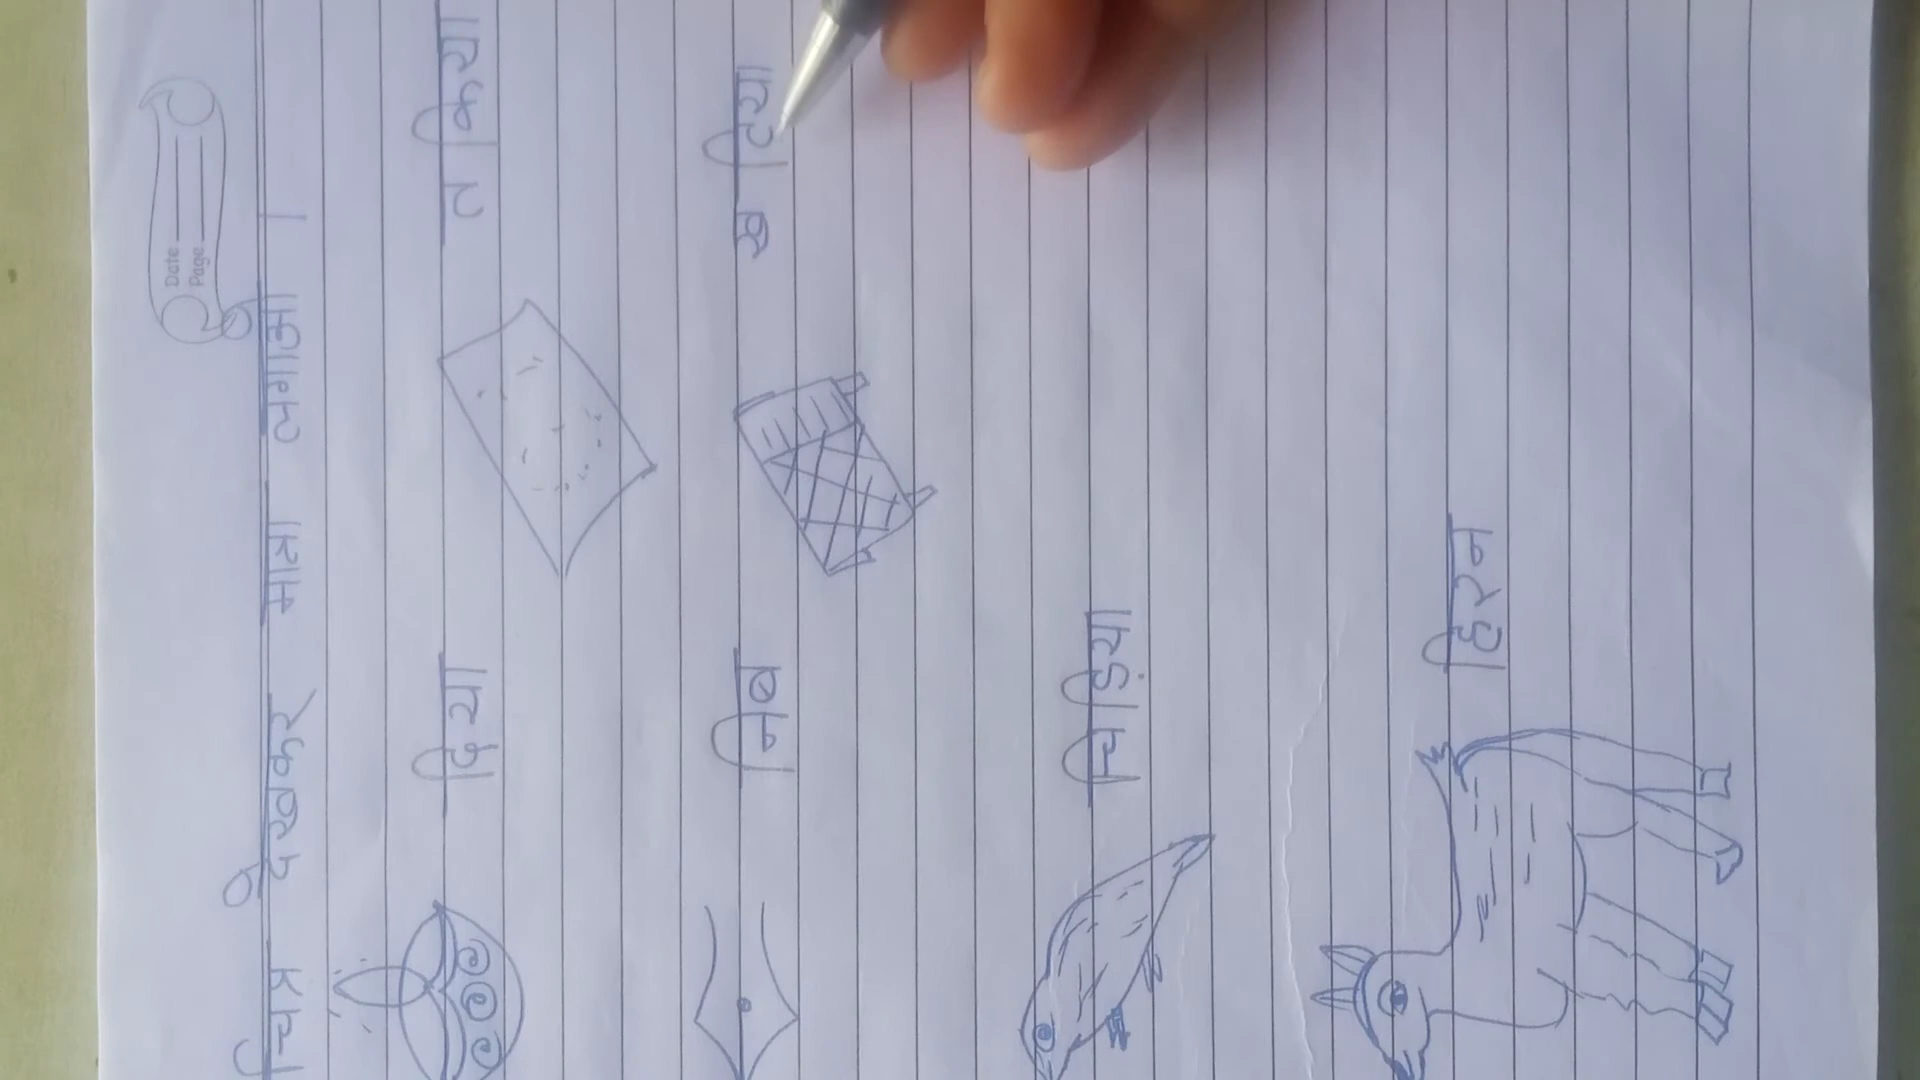 Date
Page
चित्र देखकर मात्रा लगाओ ।
दिया
तकिया
निब
खटिया
चिड़िया
हिरन